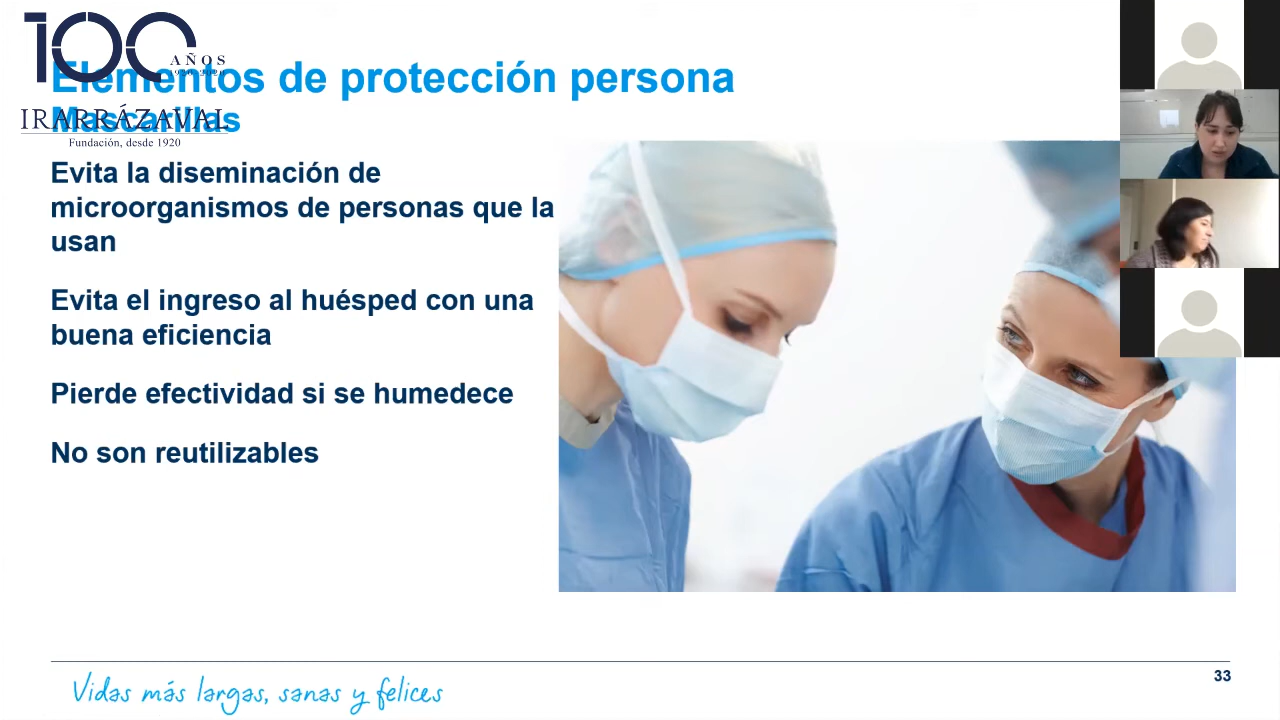 100
AÑOS
1920-2020
Elementos de protección persona
IRARRÁZAVAL
Mascarillas
Fundación, desde 1920
Evita la diseminación de
microorganismos de personas que la
usan
Evita el ingreso al huésped con una
buena eficiencia
Pierde efectividad si se humedece
No son reutilizables
33
Vidas más largas, sanas y felices